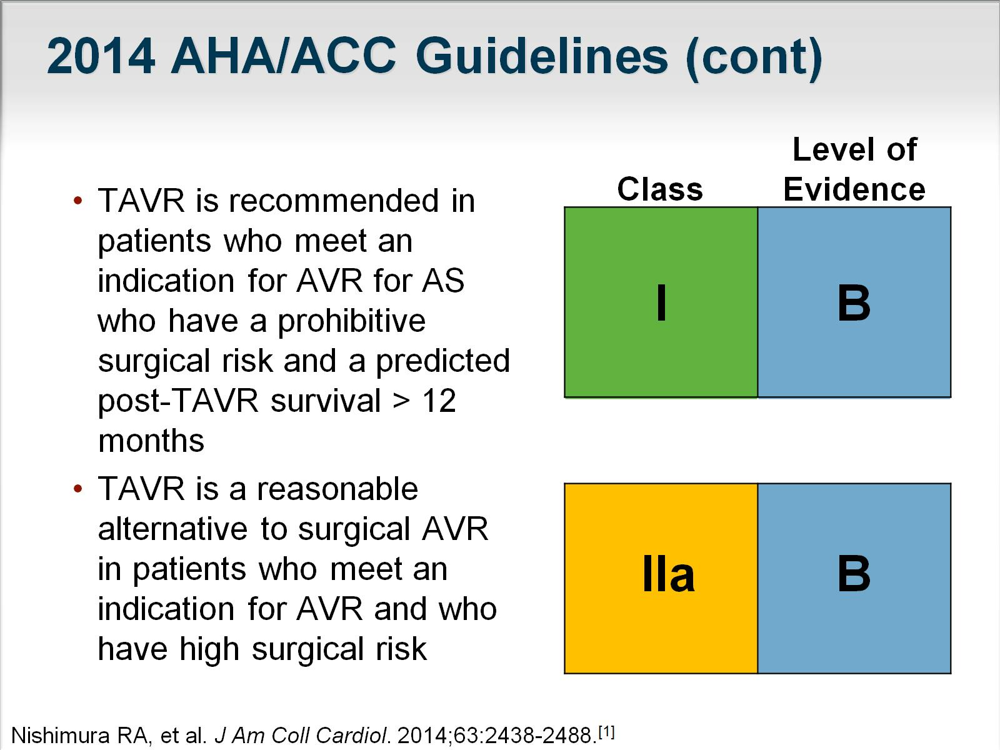 2014 AHA/ACC Guidelines (cont)
Level of
Class Evidence
• TAVR is recommended in
patients who meet an
indication for AVR for AS
who have a prohibitive
surgical risk and a predicted
post-TAVR survival > 12
months
I B
• TAVR is a reasonable
alternative to surgical AVR
in patients who meet an
indication for AVR and who
have high surgical risk
IIa B
Nishimura RA, et al. J Am Coll Cardiol. 2014;63:2438-2488.[1]